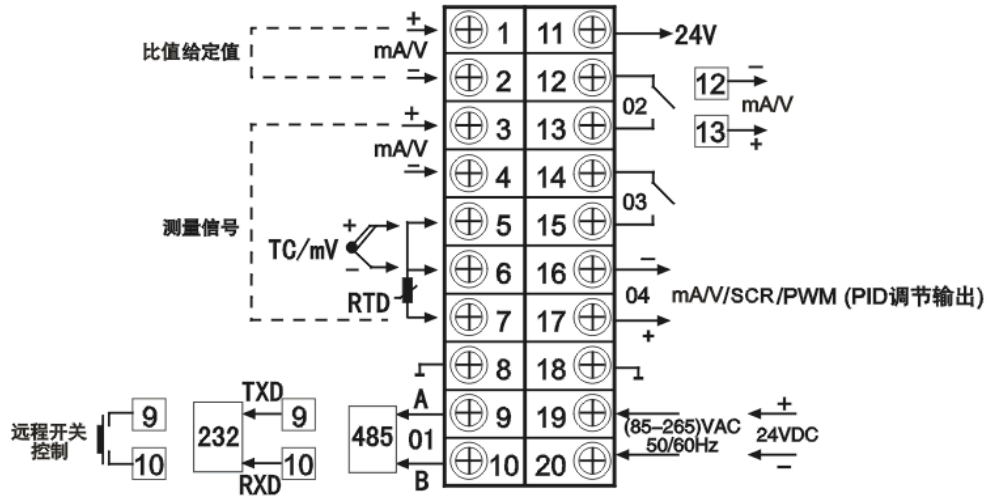 比值给定值
+
mA/V
−
1
11
24V
2
12
02
12
−
mA/V
13
+
测量信号
+
mA/V
−
3
13
4
14
03
TC/mV
+
−
5
15
RTD
6
16
−
04
mA/V/SCR/PWM (PID调节输出)
7
17
+
8
18
远程开关
控制
9
10
TXD
232
9
RXD
10
485
A
01
B
9
19
(85−265)VAC
50/60Hz
+
24VDC
−
10
20